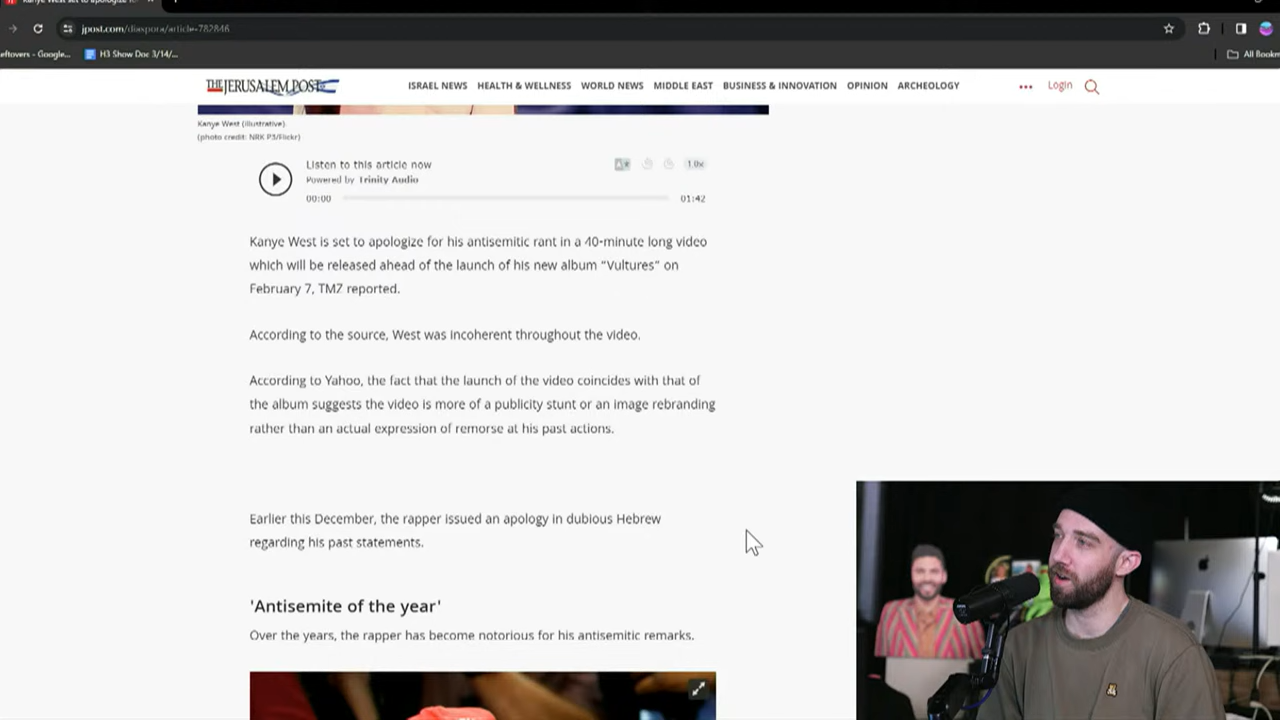 Kanye West set to apologize fo
jpost.com/diaspora/article-782846
eftovers - Google...
H3 Show Doc 3/14/...
All Bookm
THE JERUSALEM POST
ISRAEL NEWS
HEALTH & WELLNESS
WORLD NEWS
MIDDLE EAST
BUSINESS & INNOVATION
OPINION
ARCHEOLOGY
Login
Kanye West (illustrative).
(photo credit: NRK P3/Flickr)
Listen to this article now
Powered by Trinity Audio
1.0x
00:00
01:42
Kanye West is set to apologize for his antisemitic rant in a 40-minute long video
which will be released ahead of the launch of his new album "Vultures" on
February 7, TMZ reported.
According to the source, West was incoherent throughout the video.
According to Yahoo, the fact that the launch of the video coincides with that of
the album suggests the video is more of a publicity stunt or an image rebranding
rather than an actual expression of remorse at his past actions.
Earlier this December, the rapper issued an apology in dubious Hebrew
regarding his past statements.
'Antisemite of the year'
Over the years, the rapper has become notorious for his antisemitic remarks.